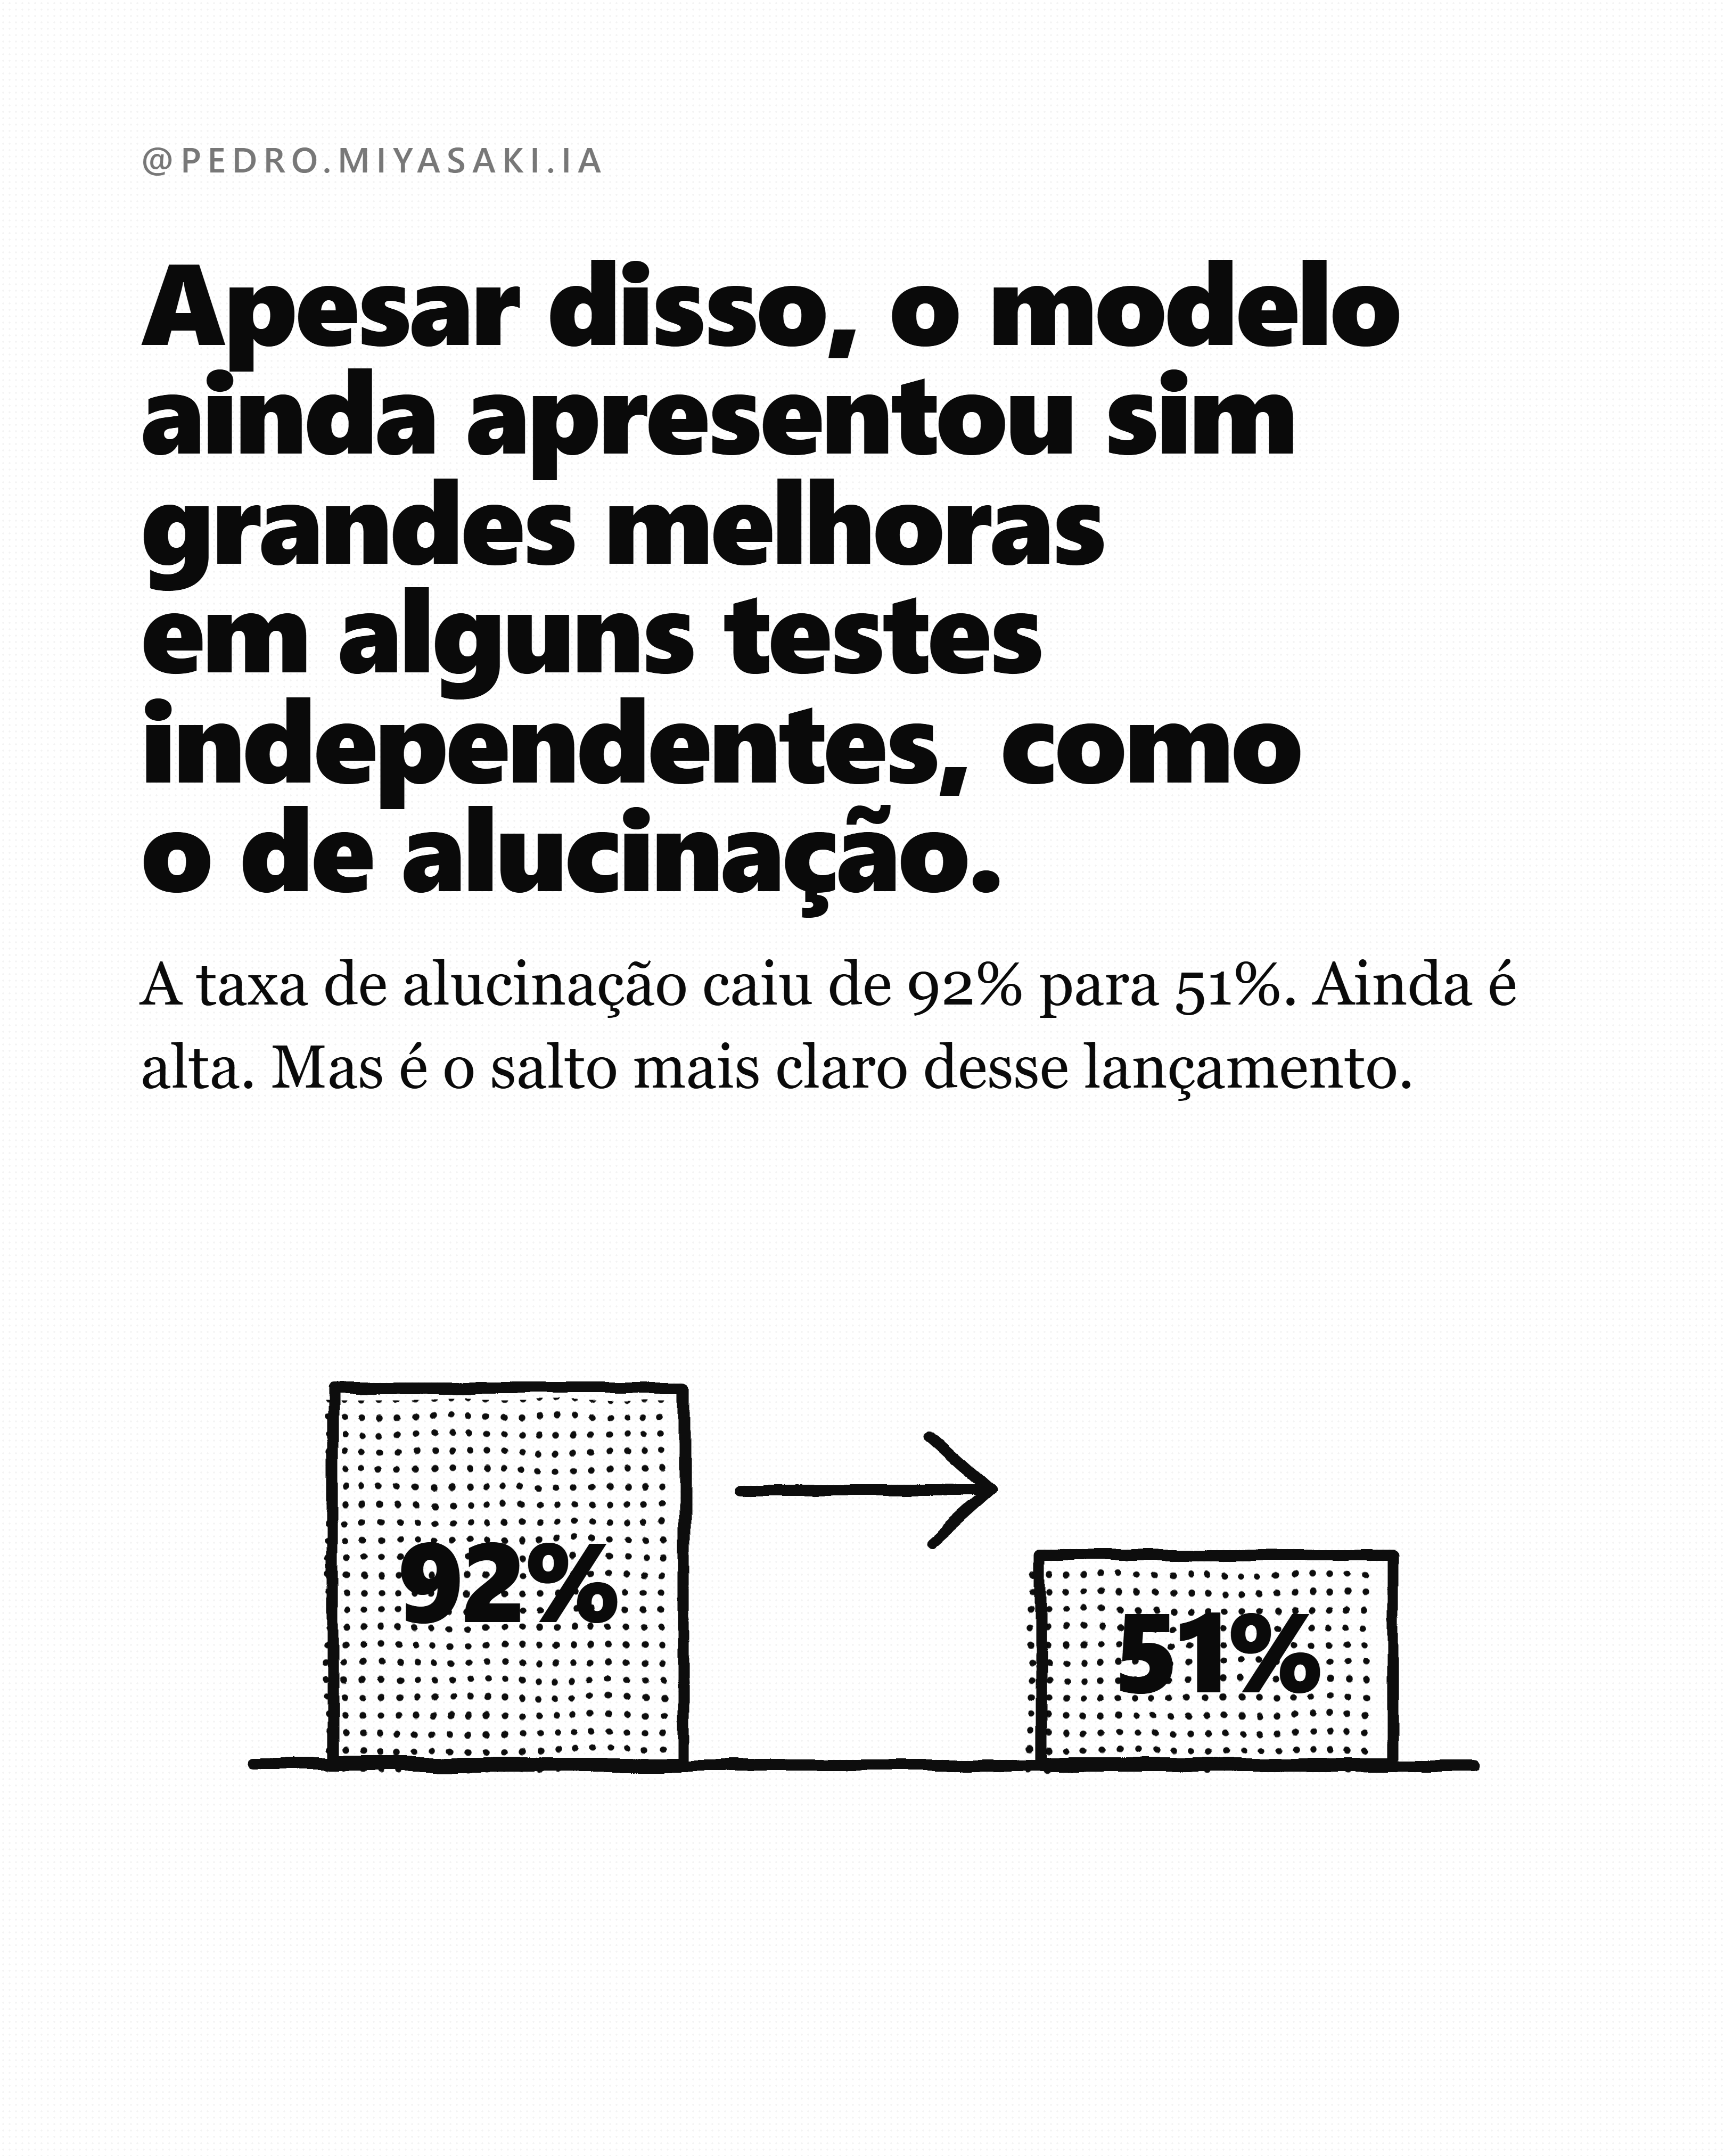 @PEDRO.MIYASAKI.IA
Apesar disso, o modelo
ainda apresentou sim
grandes melhoras
em alguns testes
independentes, como
o de alucinação.
A taxa de alucinação caiu de 92% para 51%. Ainda é
alta. Mas é o salto mais claro desse lançamento.
92%
51%